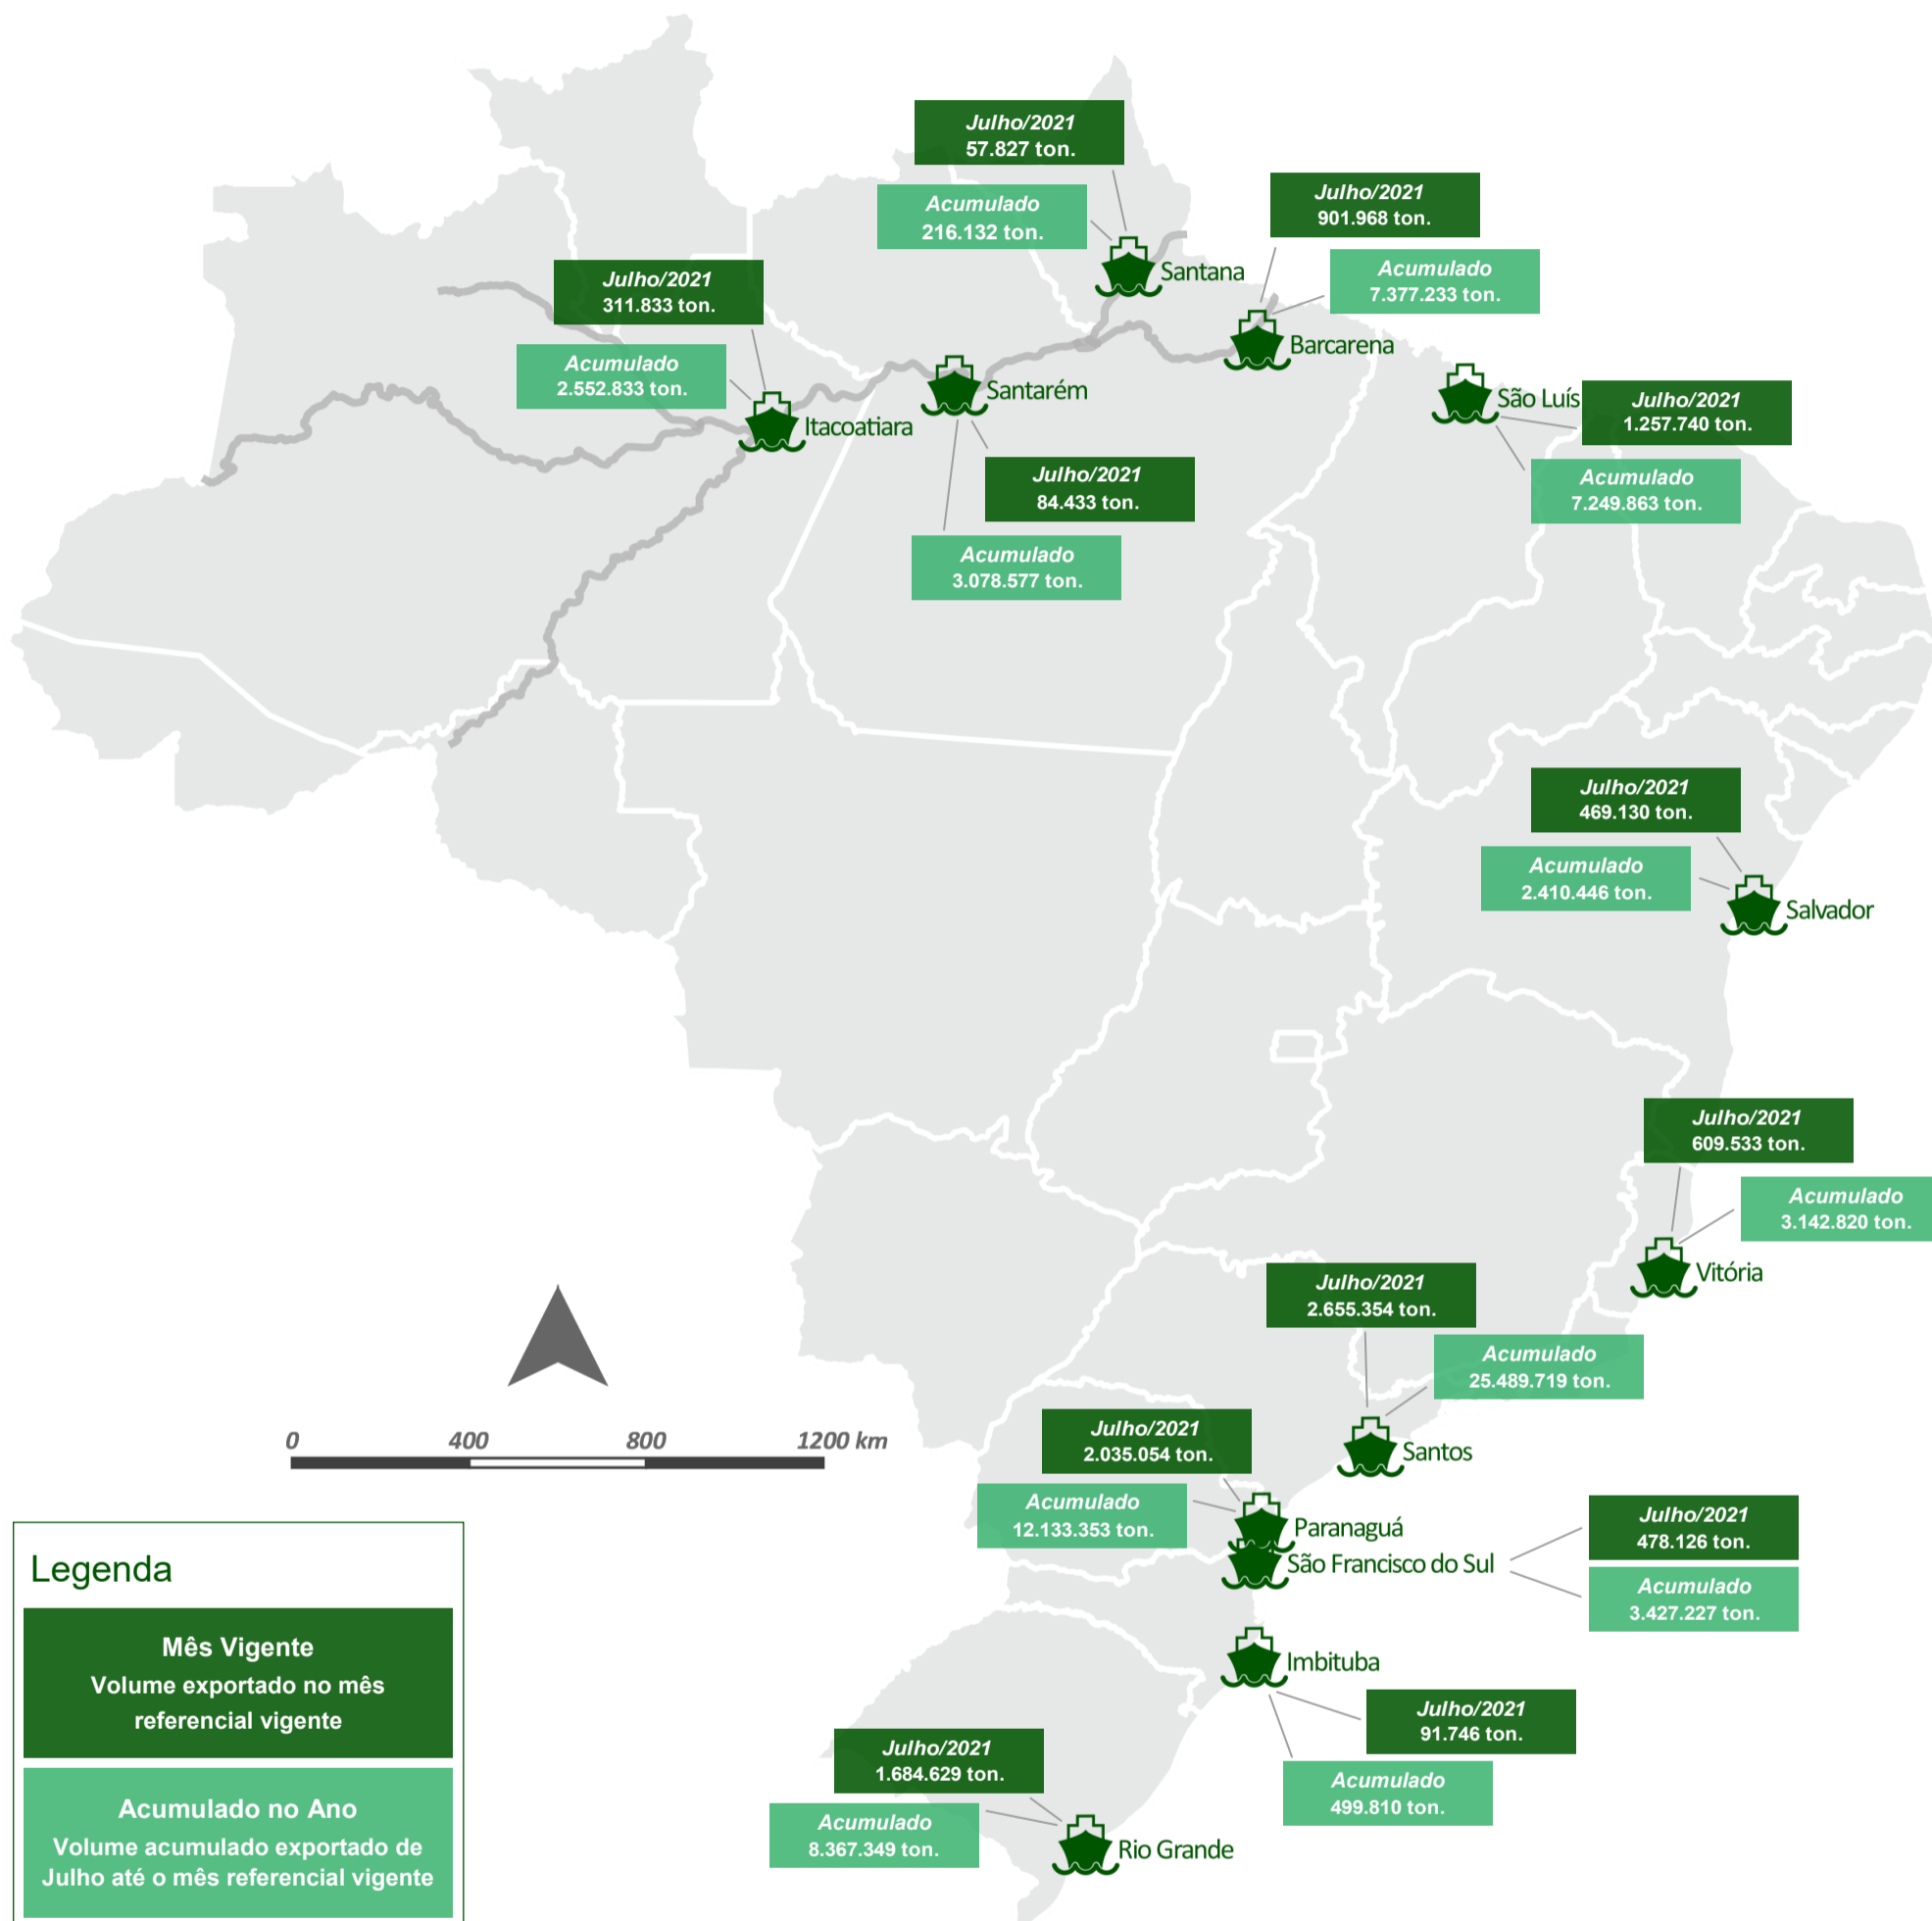 Julho/2021
57.827 ton.
Acumulado
216.132 ton.
Santana
Julho/2021
901.968 ton.
Acumulado
7.377.233 ton.
Barcarena
Julho/2021
311.833 ton.
Acumulado
2.552.833 ton.
Itacoatiara
Santarém
Julho/2021
84.433 ton.
Acumulado
3.078.577 ton.
São Luís
Julho/2021
1.257.740 ton.
Acumulado
7.249.863 ton.
Julho/2021
469.130 ton.
Acumulado
2.410.446 ton.
Salvador
Julho/2021
609.533 ton.
Acumulado
3.142.820 ton.
Vitória
Julho/2021
2.655.354 ton.
Acumulado
25.489.719 ton.
Santos
Julho/2021
2.035.054 ton.
Acumulado
12.133.353 ton.
Paranaguá
São Francisco do Sul
Julho/2021
478.126 ton.
Acumulado
3.427.227 ton.
Imbituba
Julho/2021
91.746 ton.
Acumulado
499.810 ton.
Julho/2021
1.684.629 ton.
Acumulado
8.367.349 ton.
Rio Grande
0 400 800 1200 km
Legenda
Mês Vigente
Volume exportado no mês
referencial vigente
Acumulado no Ano
Volume acumulado exportado de
Julho até o mês referencial vigente